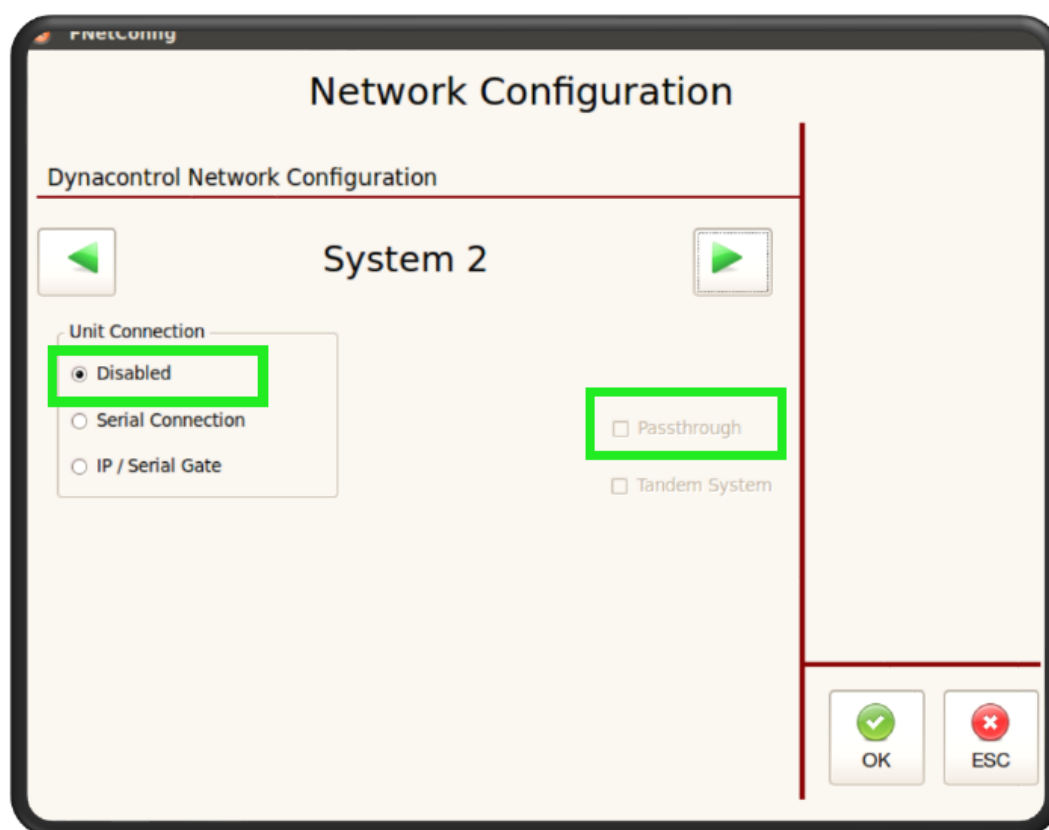 FNetConfig
Network Configuration
Dynacontrol Network Configuration
System 2
Unit Connection
Disabled
Serial Connection
IP / Serial Gate
Passthrough
Tandem System
OK
ESC